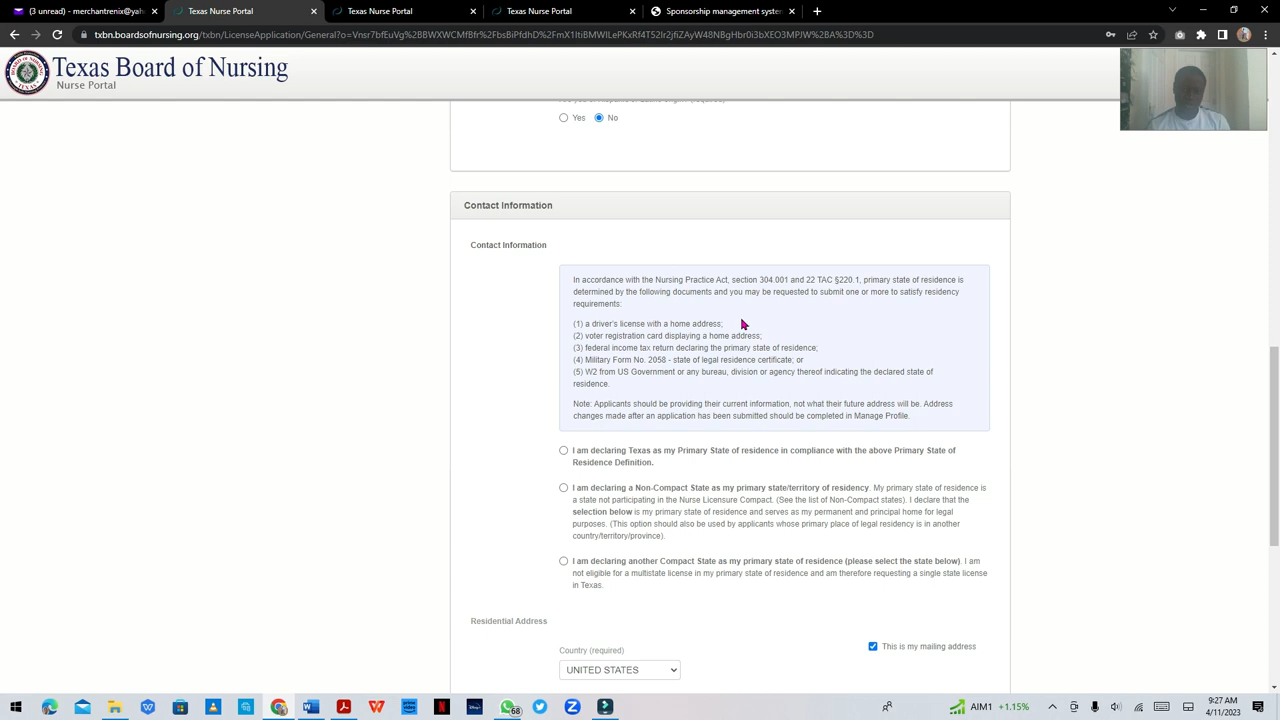 txbn.boardsofnursing.org/txbn/LicenseApplication/General?o=
Texas Board of Nursing
Nurse Portal
Yes No
Contact Information
Contact Information
In accordance with the Nursing Practice Act, section 304.001 and 22 TAC §220.1, primary state of residence is
determined by the following documents and you may be requested to submit one or more to satisfy residency
requirements:
(1) a driver's license with a home address;
(2) voter registration card displaying a home address;
(3) federal income tax return declaring the primary state of residence;
(4) Military Form No. 2058 - state of legal residence certificate; or
(5) W2 from US Government or any bureau, division or agency thereof indicating the declared state of
residence.
Note: Applicants should be providing their current information, not what their future address will be. Address
changes made after an application has been submitted should be completed in Manage Profile.
I am declaring Texas as my Primary State of residence in compliance with the above Primary State of
Residence Definition.
I am declaring a Non-Compact State as my primary state/territory of residency. My primary state of residence is
a state not participating in the Nurse Licensure Compact. (See the list of Non-Compact states). I declare that the
selection below is my primary state of residence and serves as my permanent and principal home for legal
purposes. (This option should also be used by applicants whose primary place of legal residency is in another
country/territory/province).
I am declaring another Compact State as my primary state of residence (please select the state below). I am
not eligible for a multistate license in my primary state of residence and am therefore requesting a single state license
in Texas.
Residential Address
This is my mailing address
Country (required)
UNITED STATES
68
AIM1 +1.15%
9:27 AM
4/11/2023